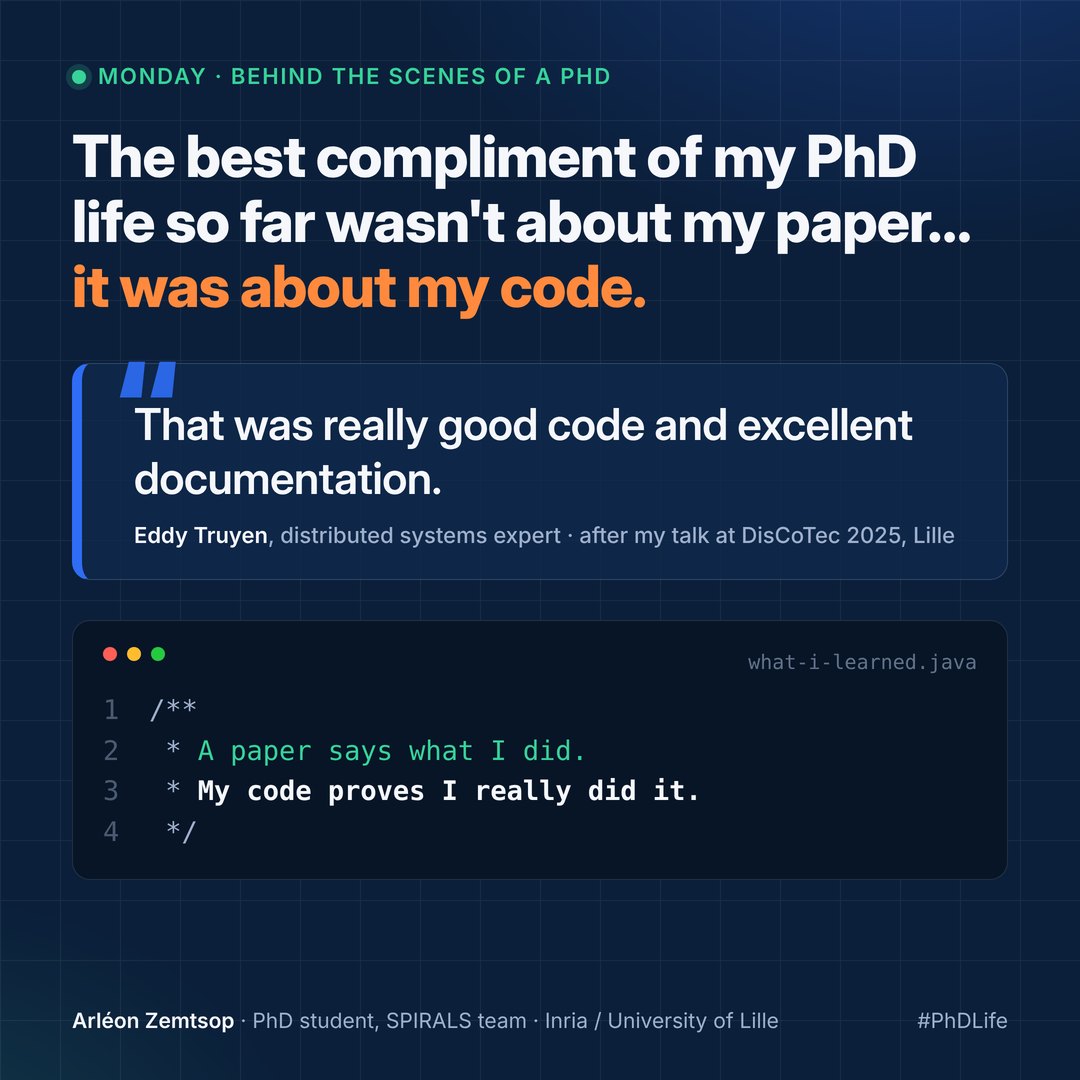 MONDAY · BEHIND THE SCENES OF A PHD
The best compliment of my PhD
life so far wasn't about my paper...
it was about my code.
"
That was really good code and excellent
documentation.
Eddy Truyen, distributed systems expert · after my talk at DisCoTec 2025, Lille
what-i-learned.java
1 /**
2  * A paper says what I did.
3  * My code proves I really did it.
4  */
Arléon Zemtsop · PhD student, SPIRALS team · Inria / University of Lille
#PhDLife